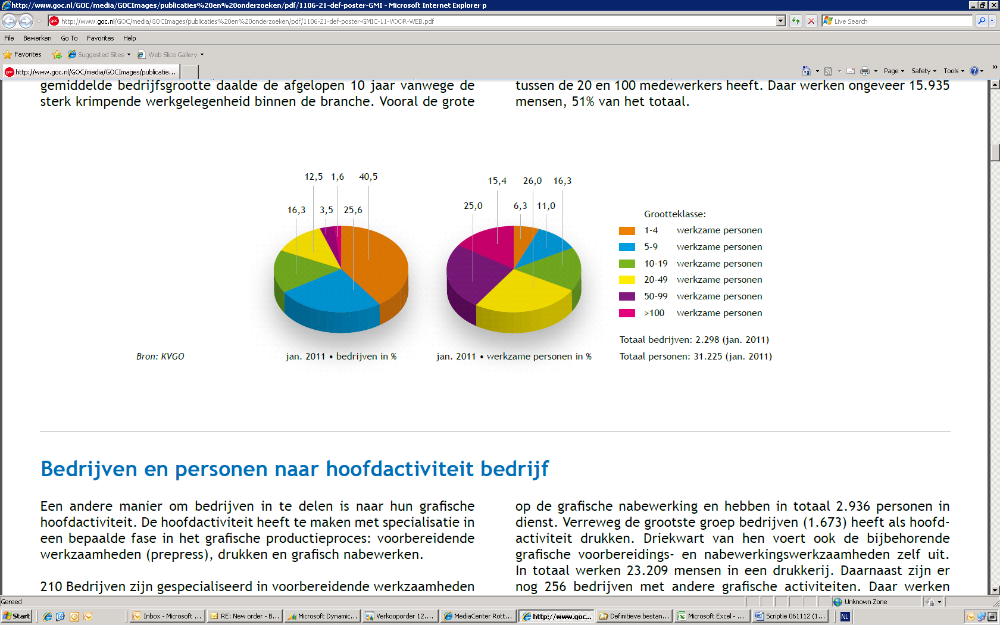 http://www.goc.nl/GOC/media/GOCImages/publicaties%20en%20onderzoeken/pdf/1106-21-def-poster-GMI - Microsoft Internet Explorer p
http://www.goc.nl/GOC/media/GOCImages/publicaties%20en%20onderzoeken/pdf/1106-21-def-poster-GMIC-11-VOOR-WEB.pdf
Live Search
File Bewerken Go To Favorites Help
Favorites Suggested Sites Web Slice Gallery
goc http://www.goc.nl/GOC/media/GOCImages/publicatie...
Page Safety Tools
gemiddelde bedrijfsgrootte daalde de afgelopen 10 jaar vanwege de
sterk krimpende werkgelegenheid binnen de branche. Vooral de grote
tussen de 20 en 100 medewerkers heeft. Daar werken ongeveer 15.935
mensen, 51% van het totaal.
12,5 1,6 40,5
16,3 3,5 25,6
15,4 26,0 16,3
25,0 6,3 11,0
Grootteklasse:
1-4 werkzame personen
5-9 werkzame personen
10-19 werkzame personen
20-49 werkzame personen
50-99 werkzame personen
>100 werkzame personen
Totaal bedrijven: 2.298 (jan. 2011)
Totaal personen: 31.225 (jan. 2011)
Bron: KVGO
jan. 2011 • bedrijven in %
jan. 2011 • werkzame personen in %
Bedrijven en personen naar hoofdactiviteit bedrijf
Een andere manier om bedrijven in te delen is naar hun grafische
hoofdactiviteit. De hoofdactiviteit heeft te maken met specialisatie in
een bepaalde fase in het grafische productieproces: voorbereidende
werkzaamheden (prepress), drukken en grafisch nabewerken.
210 Bedrijven zijn gespecialiseerd in voorbereidende werkzaamheden
op de grafische nabewerking en hebben in totaal 2.936 personen in
dienst. Verreweg de grootste groep bedrijven (1.673) heeft als hoofd-
activiteit drukken. Driekwart van hen voert ook de bijbehorende
grafische voorbereidings- en nabewerkingswerkzaamheden zelf uit.
In totaal werken 23.209 mensen in een drukkerij. Daarnaast zijn er
nog 256 bedrijven met andere grafische activiteiten. Daar werken
Gereed
Unknown Zone
Start
Inbox - Microsoft ...
RE: New order - B...
Microsoft Dynamic...
Verkooporder 12....
MediaCenter Rott...
http://www.goc...
Definitieve bestan...
Microsoft Excel - ...
Scriptie 061112 (1...
NL